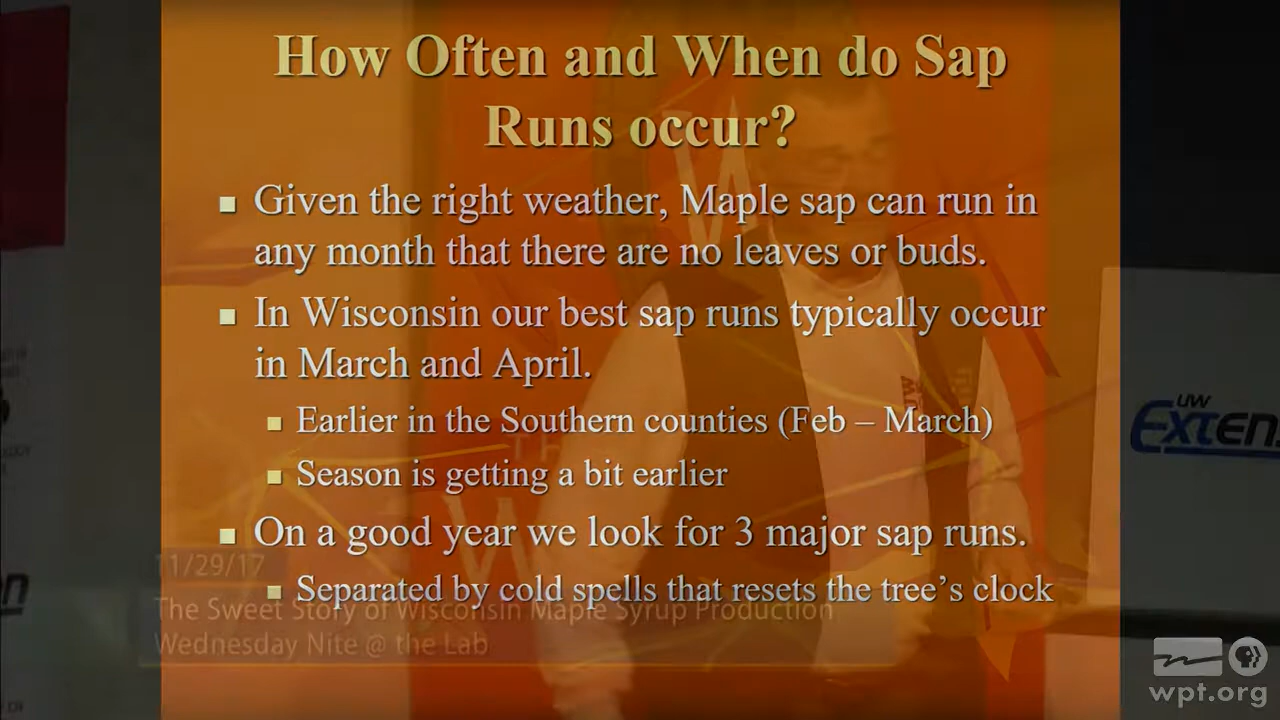 How Often and When do Sap
Runs occur?
Given the right weather, Maple sap can run in
any month that there are no leaves or buds.
In Wisconsin our best sap runs typically occur
in March and April.
Earlier in the Southern counties (Feb – March)
Season is getting a bit earlier
On a good year we look for 3 major sap runs.
Separated by cold spells that resets the tree's clock
11/29/17
The Sweet Story of Wisconsin Maple Syrup Production
Wednesday Nite @ the Lab
UW
Exten
UW
wpt.org